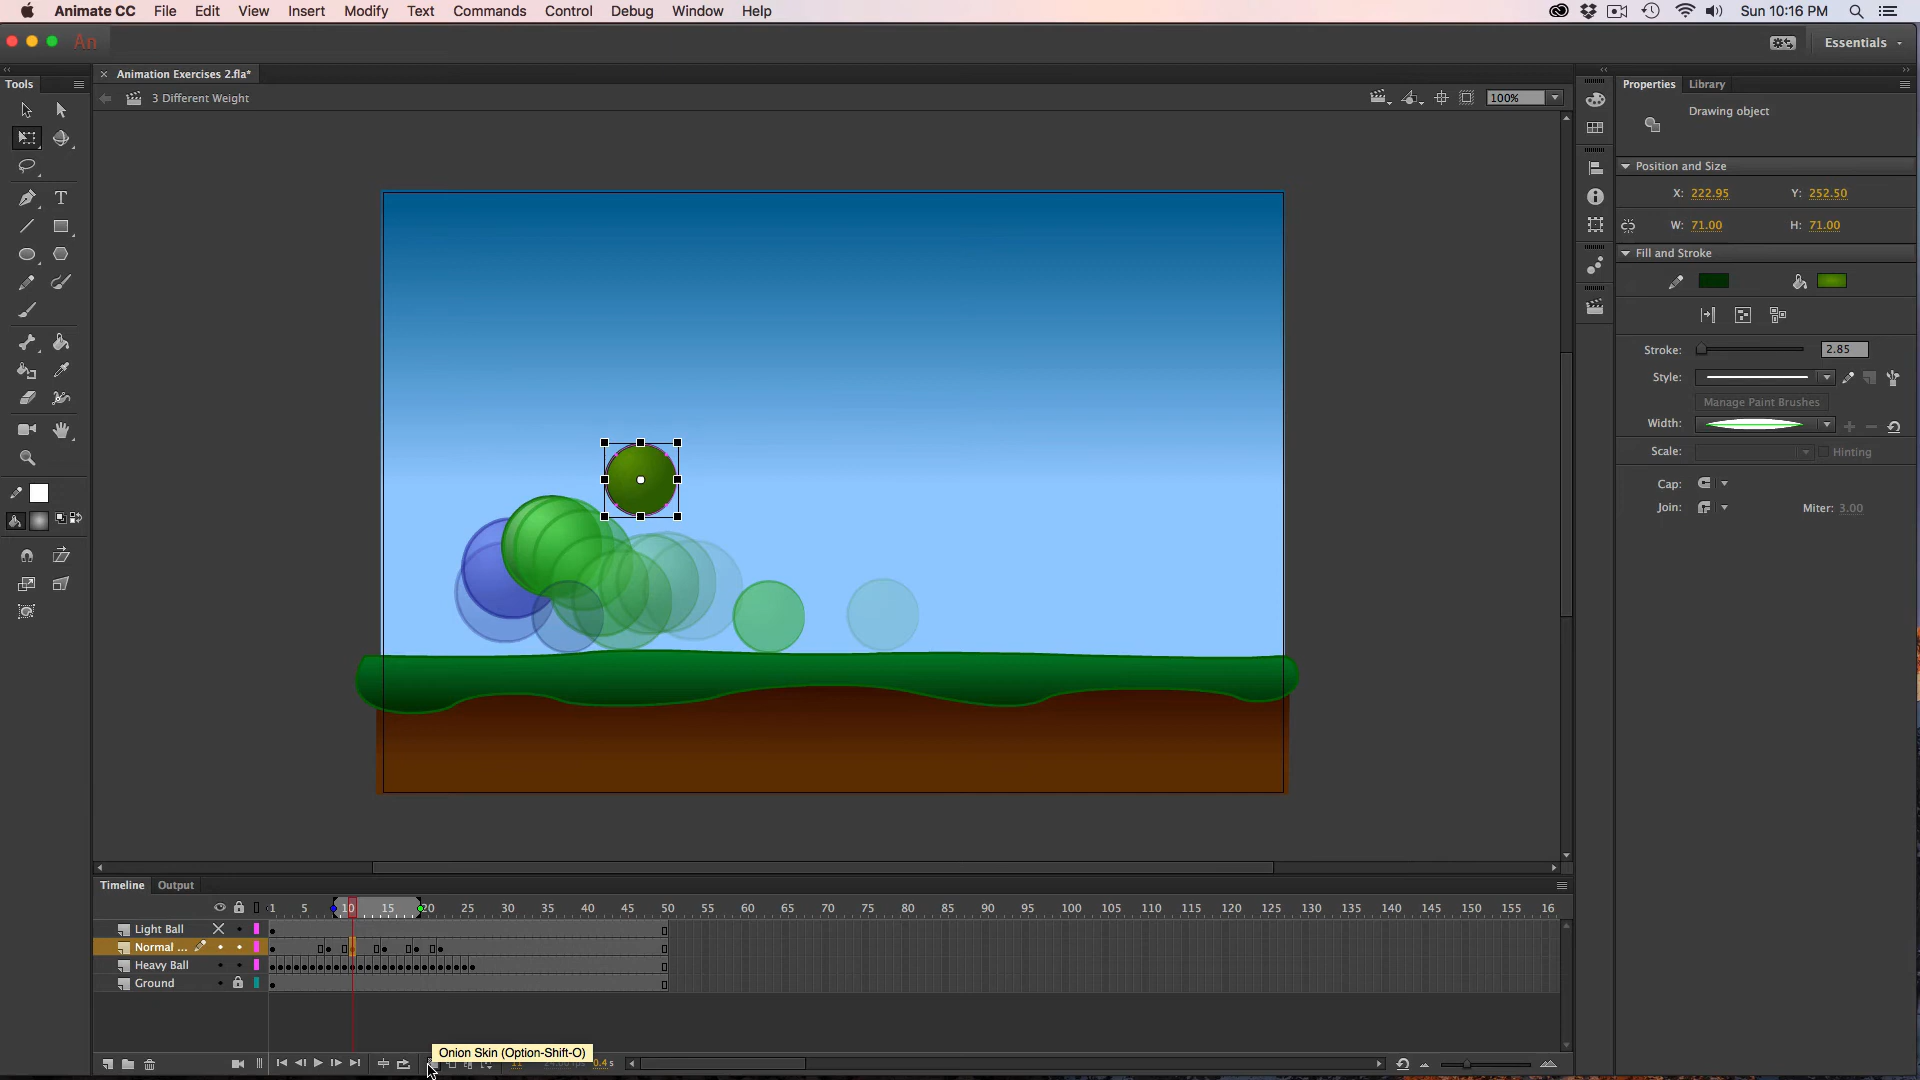 Animate CC File Edit View Insert Modify Text Commands Control Debug Window Help Sun 10:16 PM
An Essentials
Tools
Animation Exercises 2.fla*
3 Different Weight 100%
Properties Library
Drawing object
Position and Size
X: 222.95 Y: 252.50
W: 71.00 H: 71.00
Fill and Stroke
Stroke: 2.85
Style:
Manage Paint Brushes
Width:
Scale: Hinting
Cap:
Join: Miter: 3.00
Timeline Output
1 5 10 15 20 25 30 35 40 45 50 55 60 65 70 75 80 85 90 95 100 105 110 115 120 125 130 135 140 145 150 155 16
Light Ball
Normal ...
Heavy Ball
Ground
Onion Skin (Option-Shift-O)
0.4 s